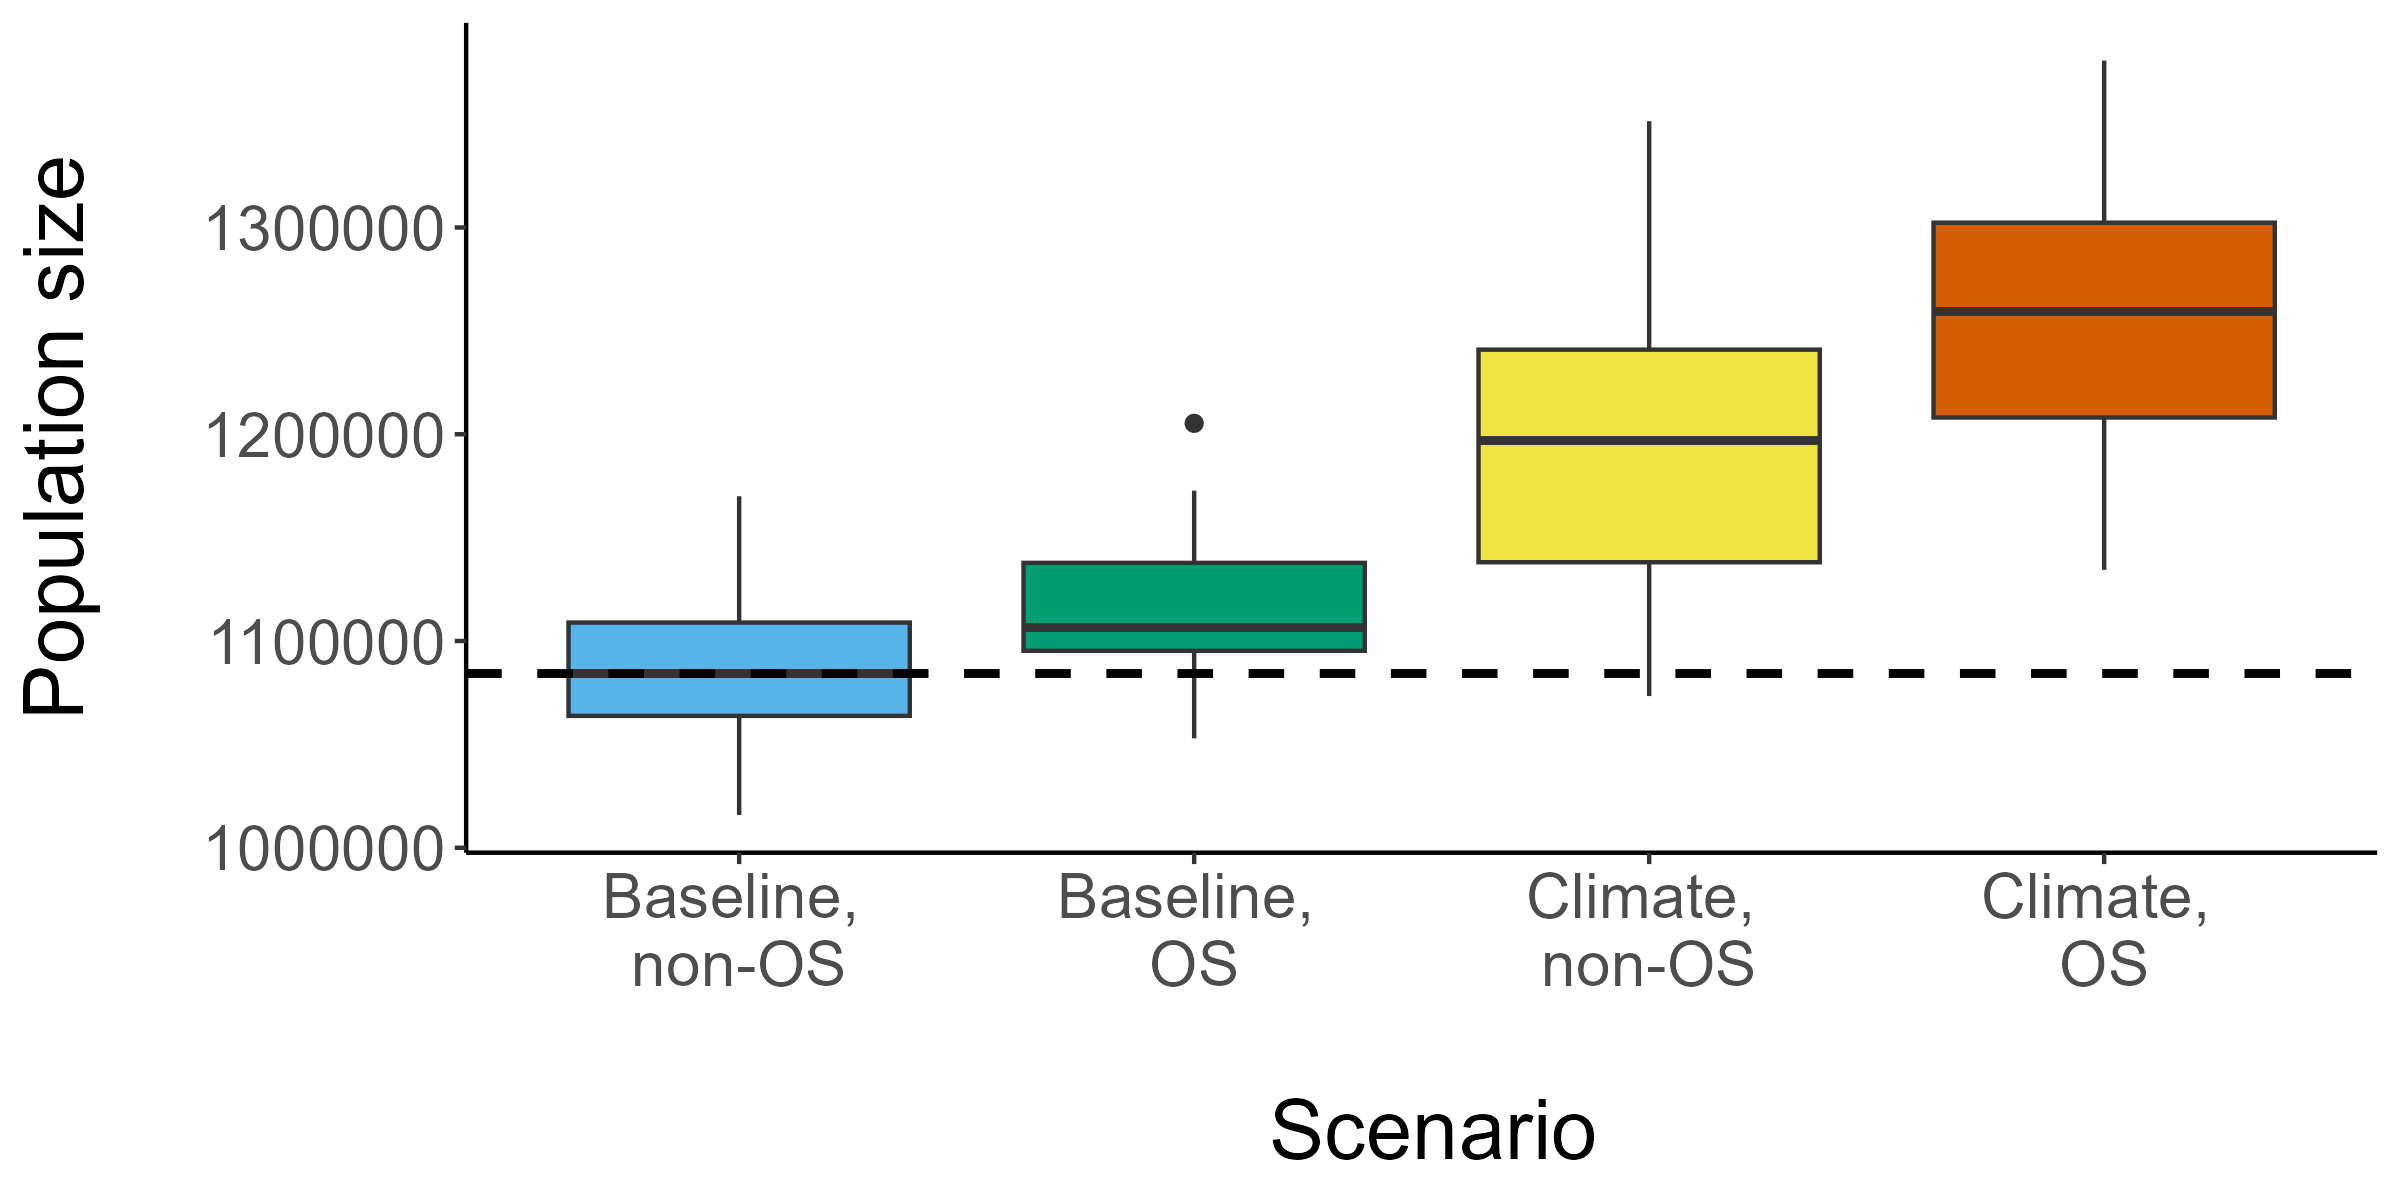 Population size
1300000
1200000
1100000
1000000
Baseline,
non-OS
Baseline,
OS
Climate,
non-OS
Climate,
OS
Scenario